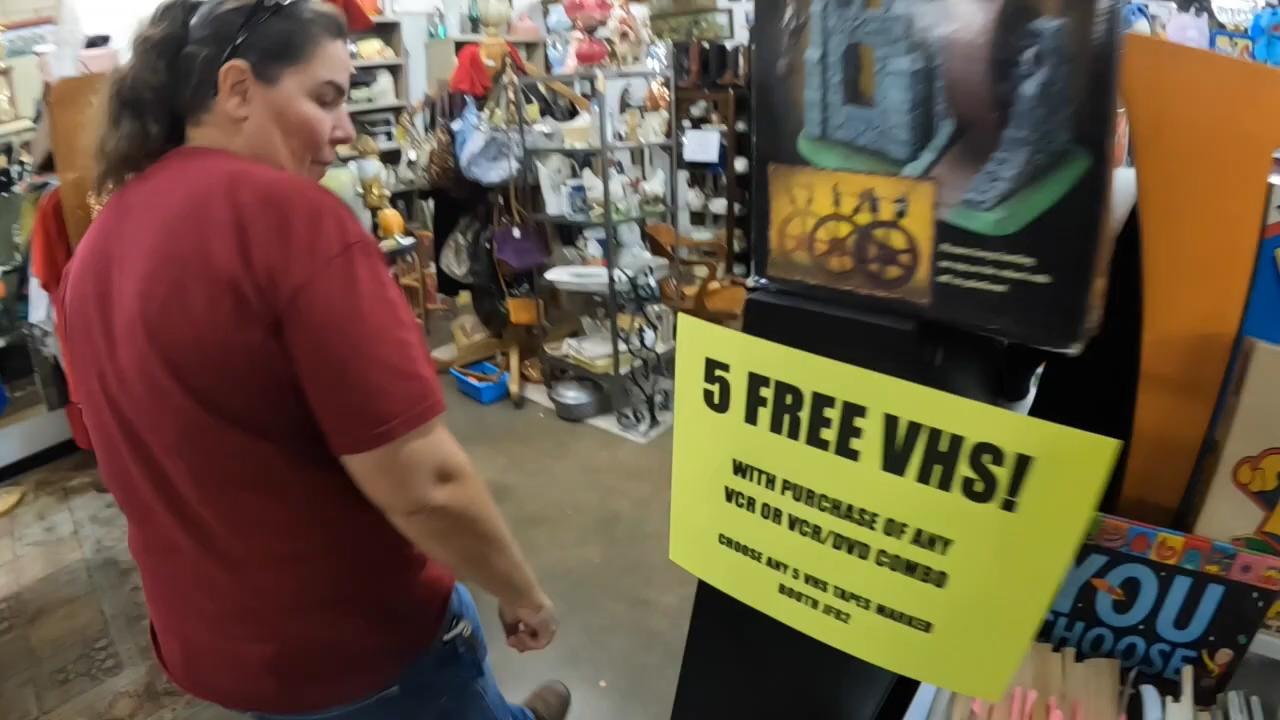 5 FREE VHS!
WITH PURCHASE OF ANY
VCR OR VCR/DVD COMBO
CHOOSE ANY 5 VHS TAPES MARKED
BOOTH JF82
YOU
CHOOSE